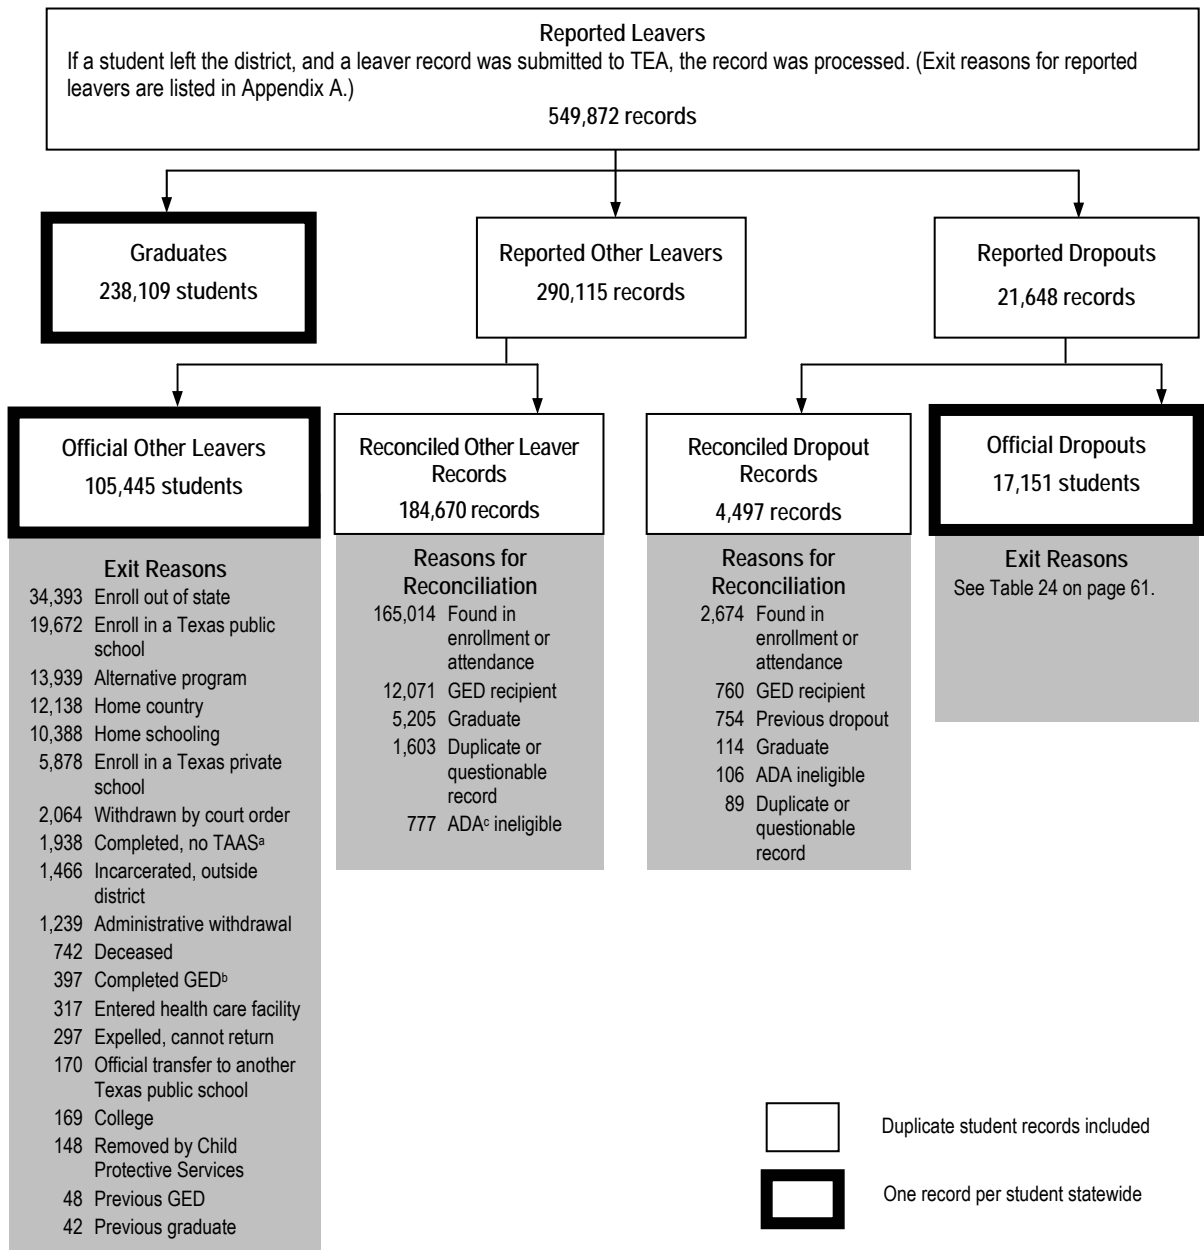 Reported Leavers
If a student left the district, and a leaver record was submitted to TEA, the record was processed. (Exit reasons for reported
leavers are listed in Appendix A.)
549,872 records
Graduates
238,109 students
Reported Other Leavers
290,115 records
Reported Dropouts
21,648 records
Official Other Leavers
105,445 students
Exit Reasons
34,393 Enroll out of state
19,672 Enroll in a Texas public
school
13,939 Alternative program
12,138 Home country
10,388 Home schooling
5,878 Enroll in a Texas private
school
2,064 Withdrawn by court order
1,938 Completed, no TAASᵃ
1,466 Incarcerated, outside
district
1,239 Administrative withdrawal
742 Deceased
397 Completed GEDᵇ
317 Entered health care facility
297 Expelled, cannot return
170 Official transfer to another
Texas public school
169 College
148 Removed by Child
Protective Services
48 Previous GED
42 Previous graduate
Reconciled Other Leaver
Records
184,670 records
Reasons for
Reconciliation
165,014 Found in
enrollment or
attendance
12,071 GED recipient
5,205 Graduate
1,603 Duplicate or
questionable
record
777 ADAᶜ ineligible
Reconciled Dropout
Records
4,497 records
Reasons for
Reconciliation
2,674 Found in
enrollment or
attendance
760 GED recipient
754 Previous dropout
114 Graduate
106 ADA ineligible
89 Duplicate or
questionable
record
Official Dropouts
17,151 students
Exit Reasons
See Table 24 on page 61.
Duplicate student records included
One record per student statewide